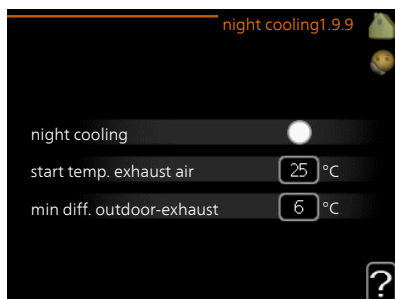 night cooling1.9.9
night cooling
start temp. exhaust air 25 °C
min diff. outdoor-exhaust 6 °C
?